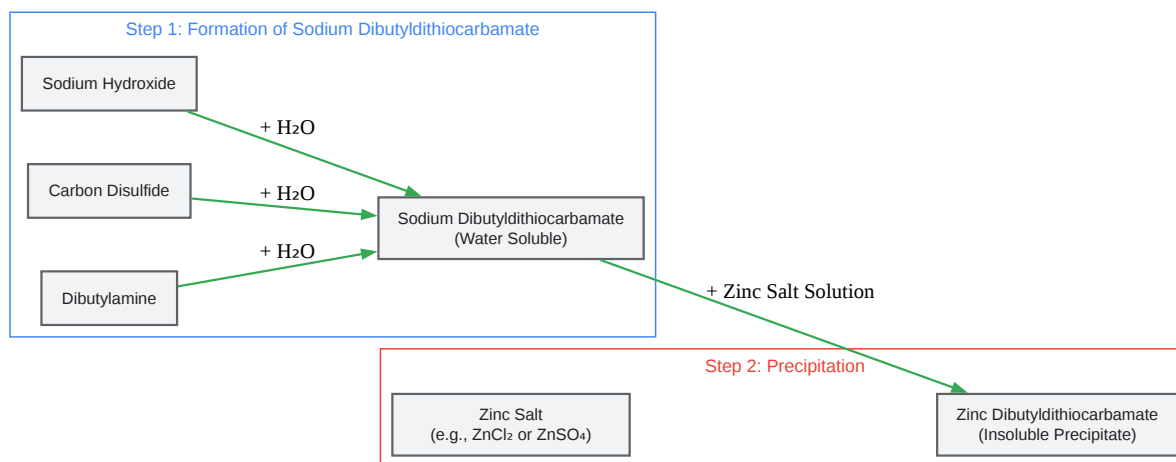 Step 1: Formation of Sodium Dibutyldithiocarbamate
Sodium Hydroxide
+ H₂O
Carbon Disulfide
+ H₂O
Sodium Dibutyldithiocarbamate
(Water Soluble)
+ H₂O
Dibutylamine
+ Zinc Salt Solution
Step 2: Precipitation
Zinc Salt
(e.g., ZnCl₂ or ZnSO₄)
Zinc Dibutyldithiocarbamate
(Insoluble Precipitate)